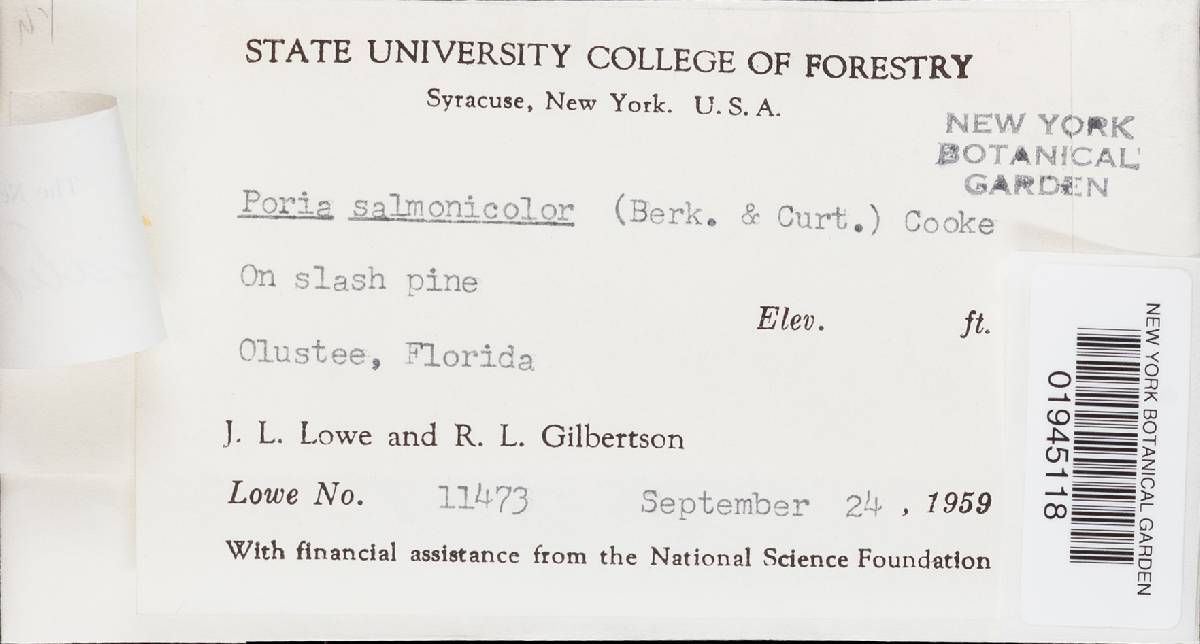 STATE UNIVERSITY COLLEGE OF FORESTRY
Syracuse, New York. U. S. A.
NEW YORK
BOTANICAL
GARDEN
Poria salmonicolor (Berk. & Curt.) Cooke
On slash pine
Elev. ft.
Olustee, Florida
J. L. Lowe and R. L. Gilbertson
Lowe No. 11473 September 24, 1959
With financial assistance from the National Science Foundation
NEW YORK BOTANICAL GARDEN
01945118